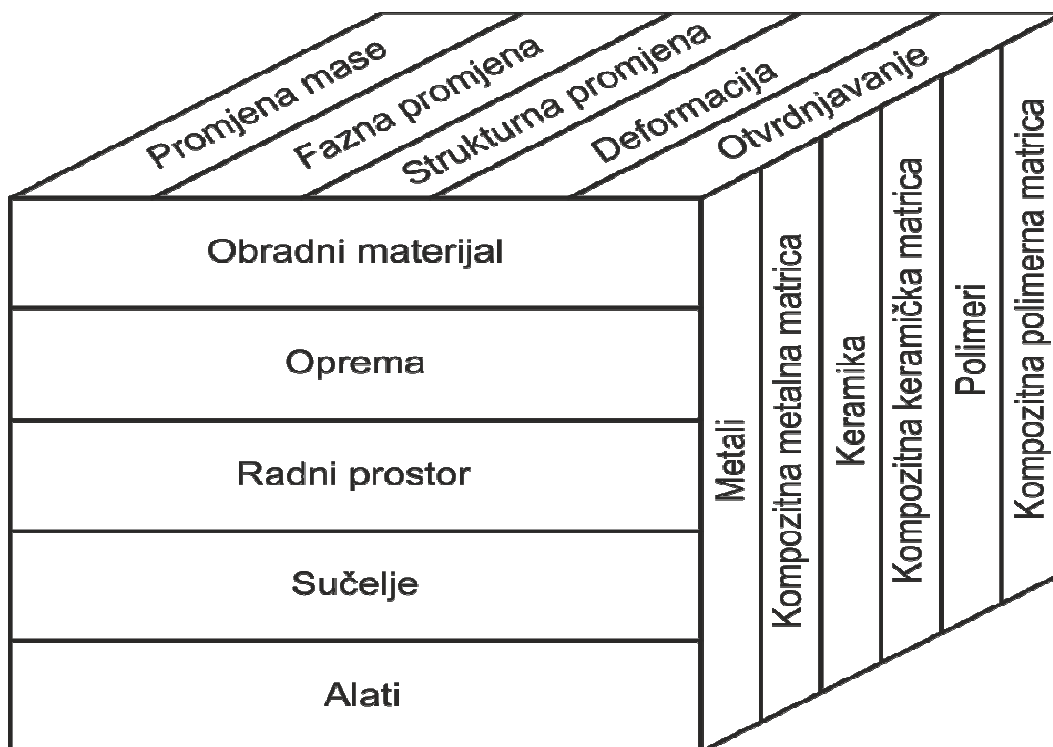 Promjena mase
Fazna promjena
Strukturna promjena
Deformacija
Otvrdnjavanje
Obradni materijal
Oprema
Radni prostor
Sučelje
Alati
Metali
Kompozitna metalna matrica
Keramika
Kompozitna keramička matrica
Polimeri
Kompozitna polimerna matrica